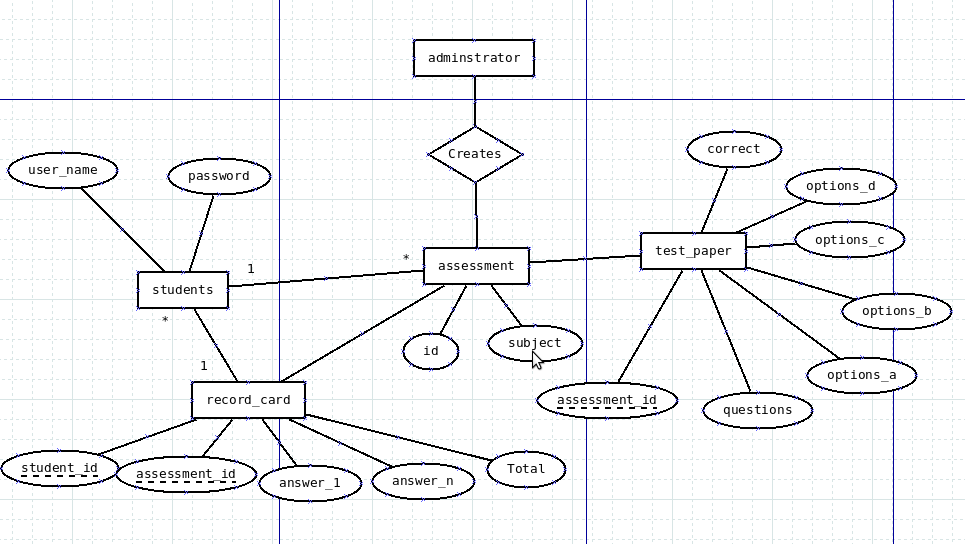 adminstrator
Creates
correct
user_name
password
options_d
options_c
test_paper
*
1
assessment
students
options_b
*
id
subject
1
options_a
record_card
assessment_id
questions
student_id
assessment_id
answer_1
answer_n
Total